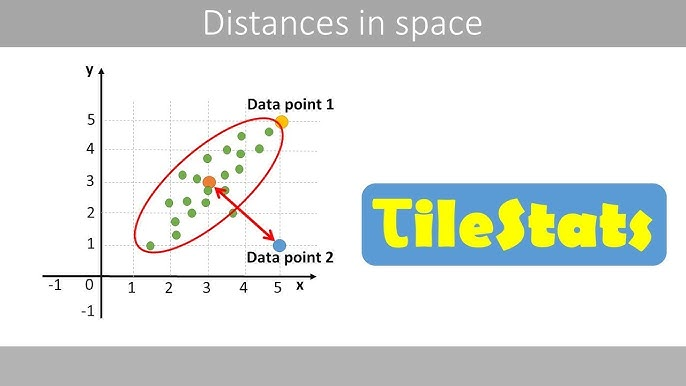 Distances in space
y
Data point 1
5
4
3
2
1
Data point 2
-1 0 1 2 3 4 5 x
-1
TileStats